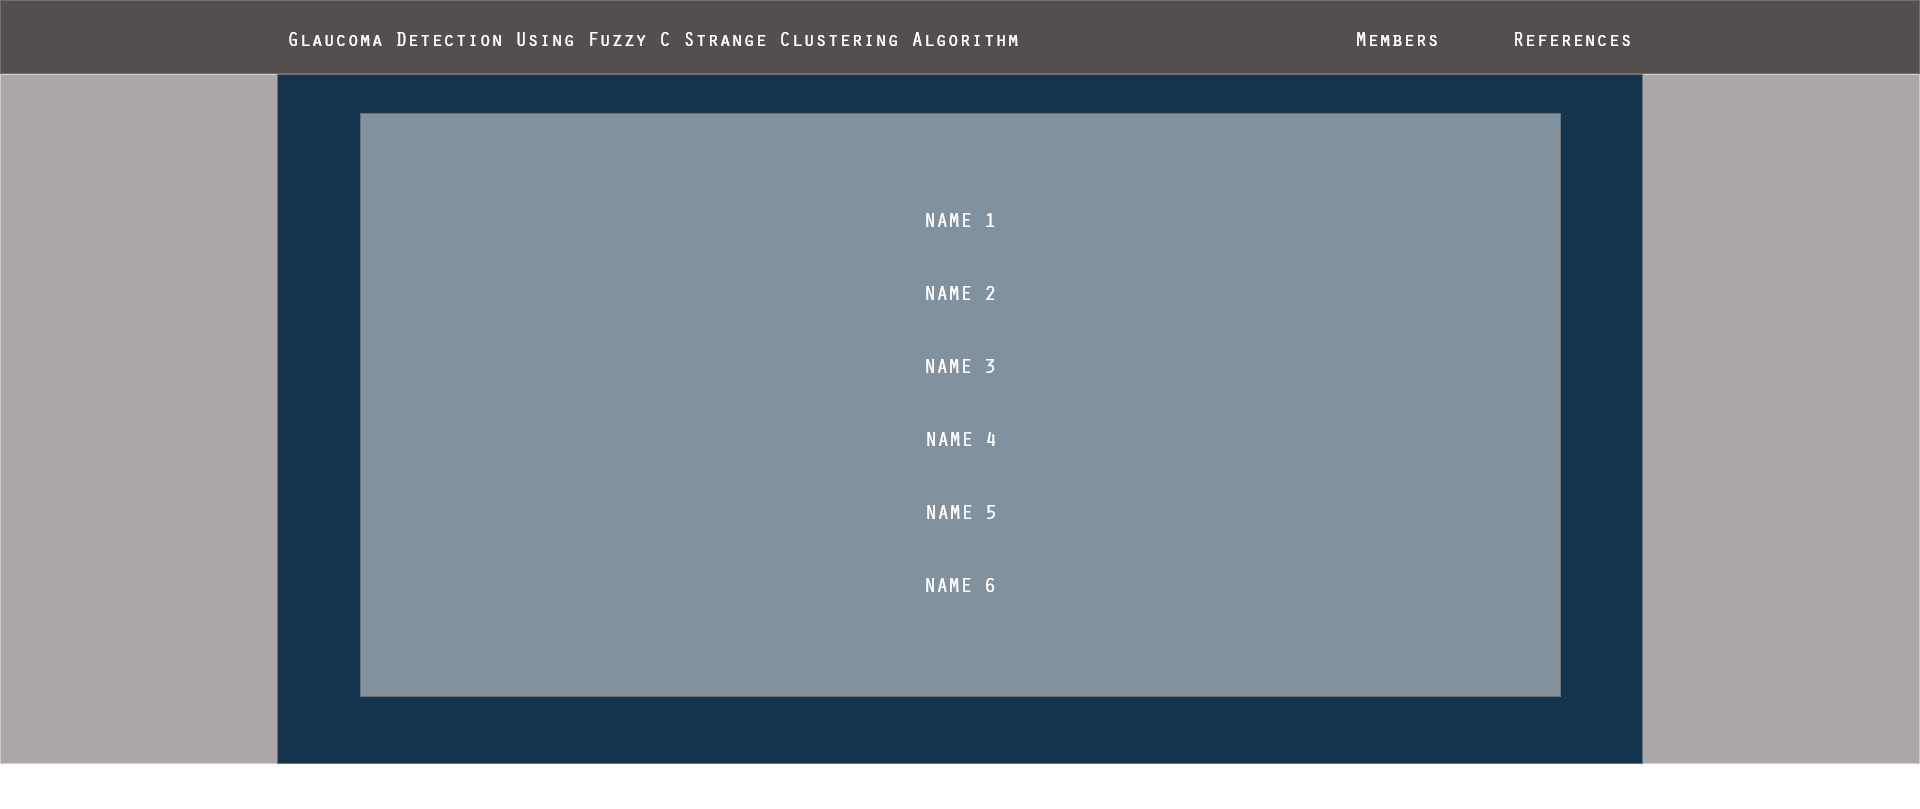 Glaucoma Detection Using Fuzzy C Strange Clustering Algorithm Members References
NAME 1
NAME 2
NAME 3
NAME 4
NAME 5
NAME 6